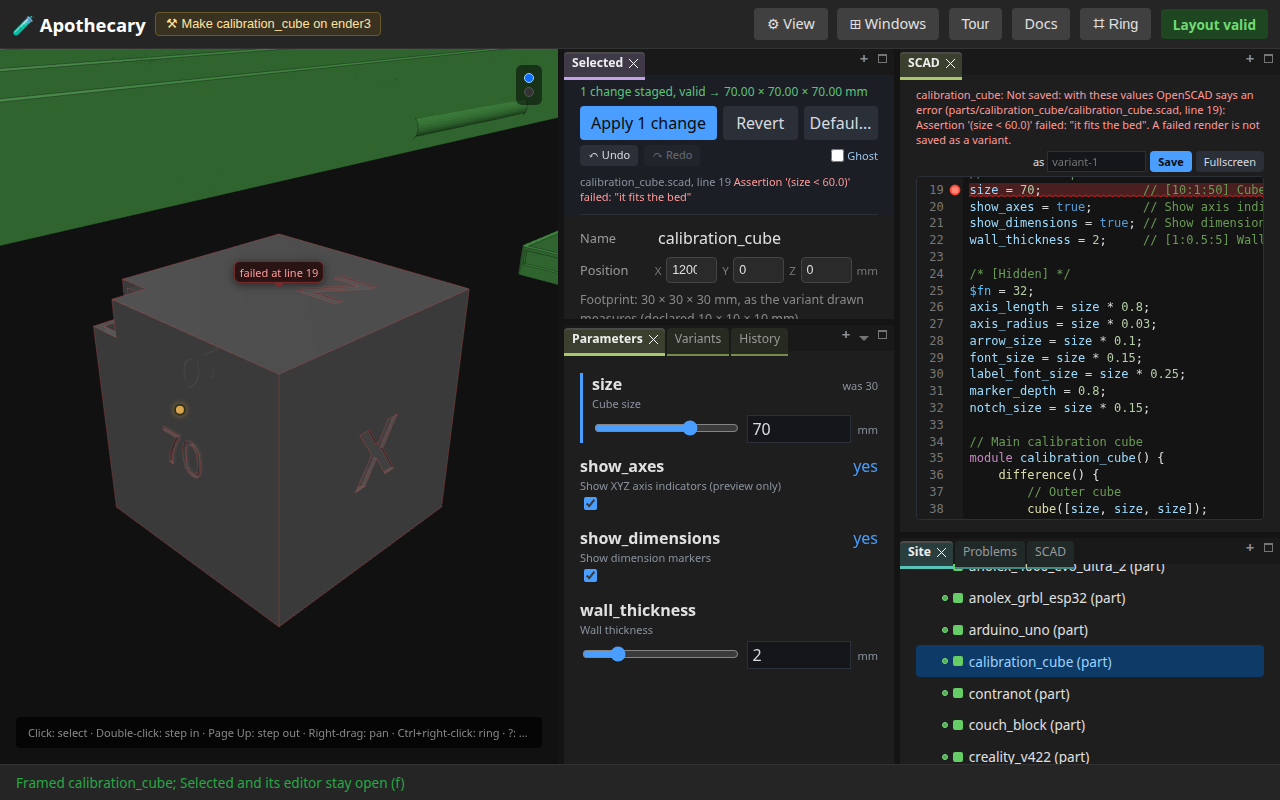 🧪 Apothecary
⚒ Make calibration_cube on ender3
⚙ View
⊞ Windows
Tour
Docs
⌗ Ring
Layout valid
failed at line 19
Z
70
X
Click: select · Double-click: step in · Page Up: step out · Right-drag: pan · Ctrl+right-click: ring · ?: ...
Selected
1 change staged, valid → 70.00 × 70.00 × 70.00 mm
Apply 1 change
Revert
Defaul...
↶ Undo
↷ Redo
Ghost
calibration_cube.scad, line 19 Assertion '(size < 60.0)'
failed: "it fits the bed"
Name calibration_cube
Position X 1200 Y 0 Z 0 mm
Footprint: 30 × 30 × 30 mm, as the variant drawn
measures (declared 10 × 10 × 10 mm)
Parameters
Variants
History
size was 30
Cube size
70 mm
show_axes yes
Show XYZ axis indicators (preview only)
show_dimensions yes
Show dimension markers
wall_thickness
Wall thickness
2 mm
SCAD
calibration_cube: Not saved: with these values OpenSCAD says an
error (parts/calibration_cube/calibration_cube.scad, line 19):
Assertion '(size < 60.0)' failed: "it fits the bed". A failed render is not
saved as a variant.
as variant-1 Save Fullscreen
19 size = 70; // [10:1:50] Cube
20 show_axes = true; // Show axis indi
21 show_dimensions = true; // Show dimension
22 wall_thickness = 2; // [1:0.5:5] Wall
23
24 /* [Hidden] */
25 $fn = 32;
26 axis_length = size * 0.8;
27 axis_radius = size * 0.03;
28 arrow_size = size * 0.1;
29 font_size = size * 0.15;
30 label_font_size = size * 0.25;
31 marker_depth = 0.8;
32 notch_size = size * 0.15;
33
34 // Main calibration cube
35 module calibration_cube() {
36 difference() {
37 // Outer cube
38 cube([size, size, size]);
Site
Problems
SCAD
(part)
anolex_grbl_esp32 (part)
arduino_uno (part)
calibration_cube (part)
contranot (part)
couch_block (part)
creality_v422 (part)
Framed calibration_cube; Selected and its editor stay open (f)